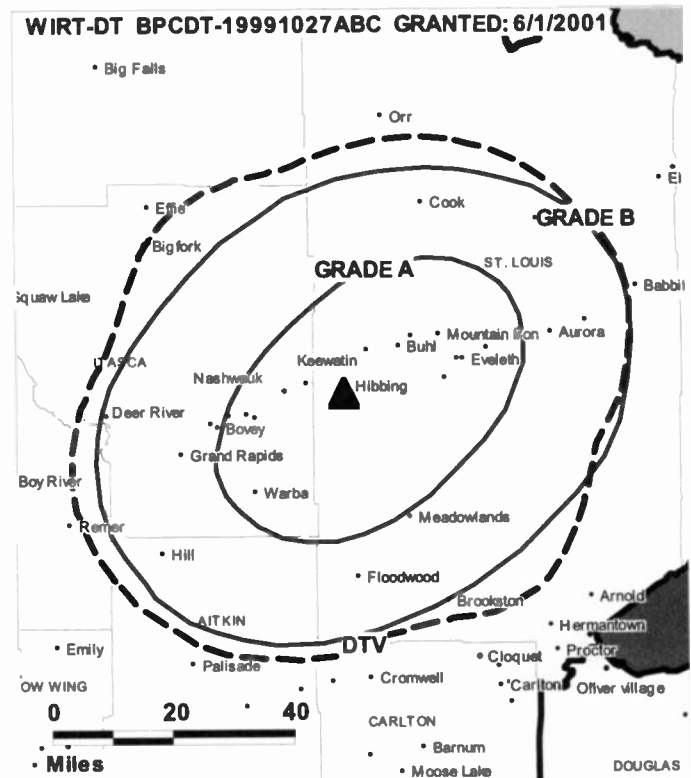 WIRT-DT BPCDT-19991027ABC GRANTED: 6/1/2001
Big Falls
Orr
El
Effie
Cook
GRADE B
Bigfork
GRADE A
ST. LOUIS
Squaw Lake
Babbit
Mountain Iron
Aurora
Buhl
Keewatin
Eveleth
ITASCA
Nashwauk
Hibbing
Deer River
Bovey
Grand Rapids
Boy River
Warba
Remer
Meadowlands
Hill
Floodwood
Brookston
Arnold
AITKIN
Hermantown
DTV
Emily
Proctor
Palisade
Cloquet
OW WING
Cromwell
Carlton
Oliver village
0 20 40
CARLTON
Barnum
Miles
Moose Lake
DOUGLAS